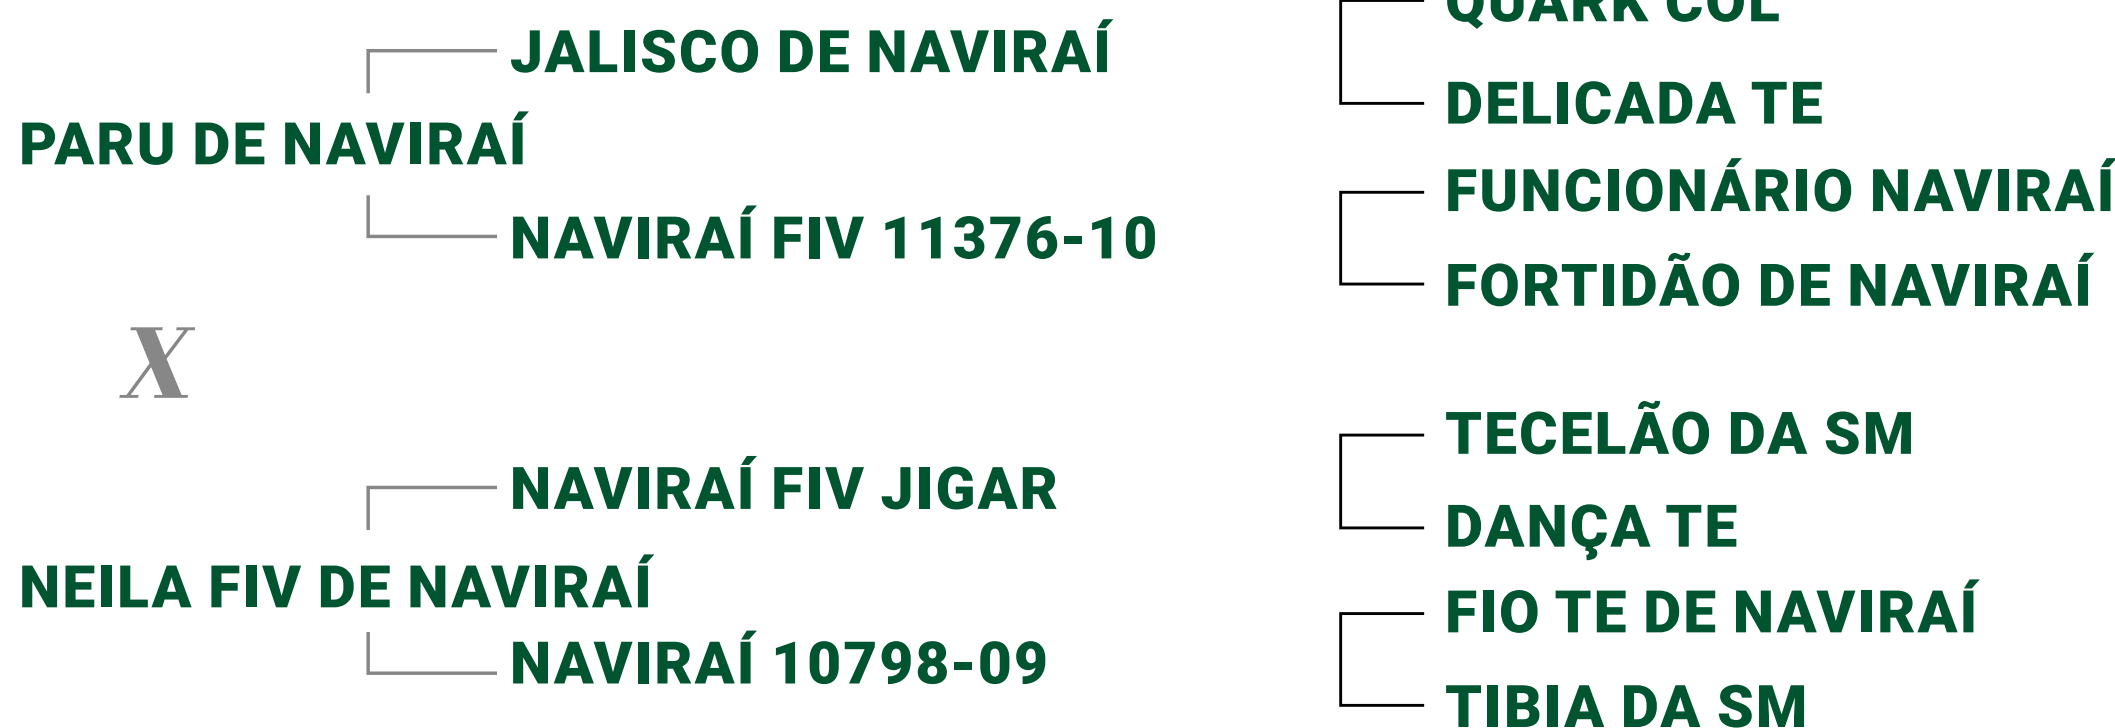 QUARK COL
JALISCO DE NAVIRAÍ
DELICADA TE
PARU DE NAVIRAÍ
FUNCIONÁRIO NAVIRAÍ
NAVIRAÍ FIV 11376-10
FORTIDÃO DE NAVIRAÍ
X
TECELÃO DA SM
NAVIRAÍ FIV JIGAR
DANÇA TE
NEILA FIV DE NAVIRAÍ
FIO TE DE NAVIRAÍ
NAVIRAÍ 10798-09
TIBIA DA SM